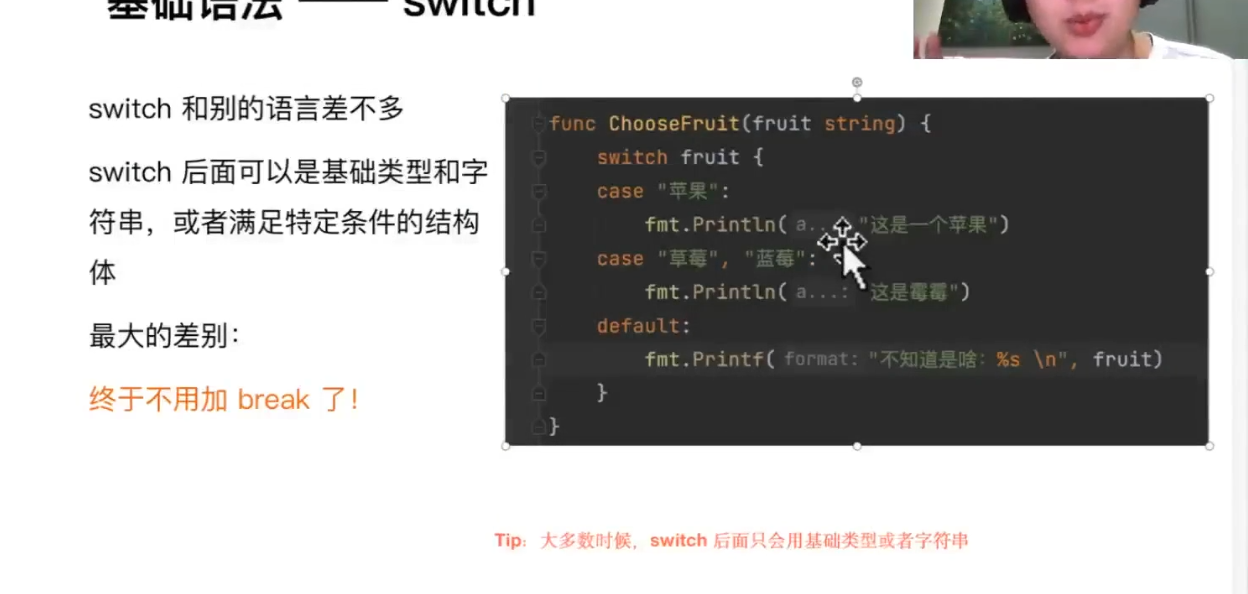 基础语法 —— switch
switch 和别的语言差不多
switch 后面可以是基础类型和字
符串，或者满足特定条件的结构
体
最大的差别：
终于不用加 break 了！
func ChooseFruit(fruit string) {
switch fruit {
case "苹果":
fmt.Println( a... "这是一个苹果")
case "草莓", "蓝莓":
fmt.Println( a...: "这是霉霉")
default:
fmt.Printf( format: "不知道是啥：%s \n", fruit)
}
}
Tip：大多数时候，switch 后面只会用基础类型或者字符串